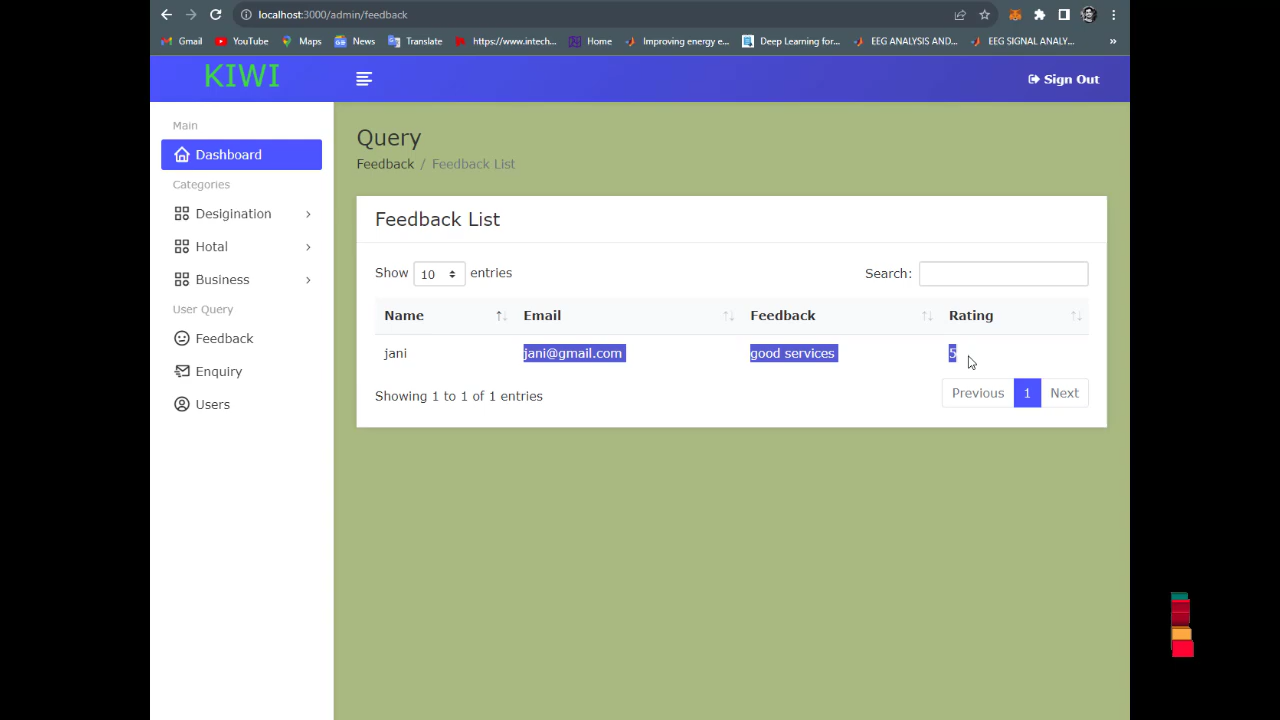 localhost:3000/admin/feedback
Gmail YouTube Maps News Translate https://www.intech... Home Improving energy e... Deep Learning for... EEG ANALYSIS AND... EEG SIGNAL ANALY... »
KIWI Sign Out
Main
Dashboard
Categories
Desigination
Hotal
Business
User Query
Feedback
Enquiry
Users
Query
Feedback / Feedback List
Feedback List
Show 10 entries Search:
Name Email Feedback Rating
jani jani@gmail.com good services 5
Showing 1 to 1 of 1 entries Previous 1 Next